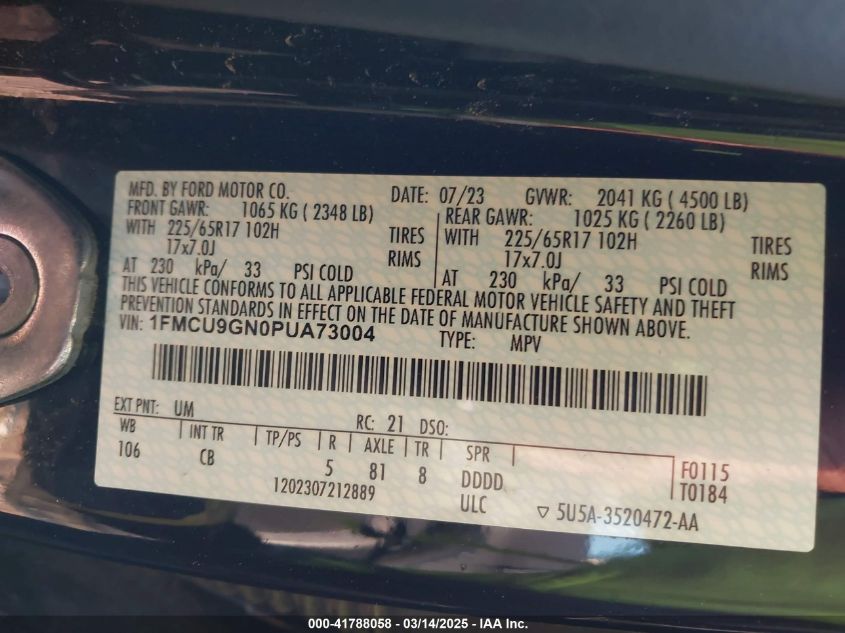 MFD. BY FORD MOTOR CO. DATE: 07/23 GVWR: 2041 KG ( 4500 LB)
FRONT GAWR: 1065 KG ( 2348 LB) REAR GAWR: 1025 KG ( 2260 LB)
WITH 225/65R17 102H TIRES WITH 225/65R17 102H TIRES
17x7.0J RIMS 17x7.0J RIMS
AT 230 kPa/ 33 PSI COLD AT 230 kPa/ 33 PSI COLD
THIS VEHICLE CONFORMS TO ALL APPLICABLE FEDERAL MOTOR VEHICLE SAFETY AND THEFT
PREVENTION STANDARDS IN EFFECT ON THE DATE OF MANUFACTURE SHOWN ABOVE.
VIN: 1FMCU9GN0PUA73004 TYPE: MPV
EXT PNT: UM RC: 21 DSO:
WB INT TR TP/PS R AXLE TR SPR
106 CB 5 81 8 DDDD F0115
1202307212889 ULC T0184
▽ 5U5A-3520472-AA
000-41788058 - 03/14/2025 - IAA Inc.